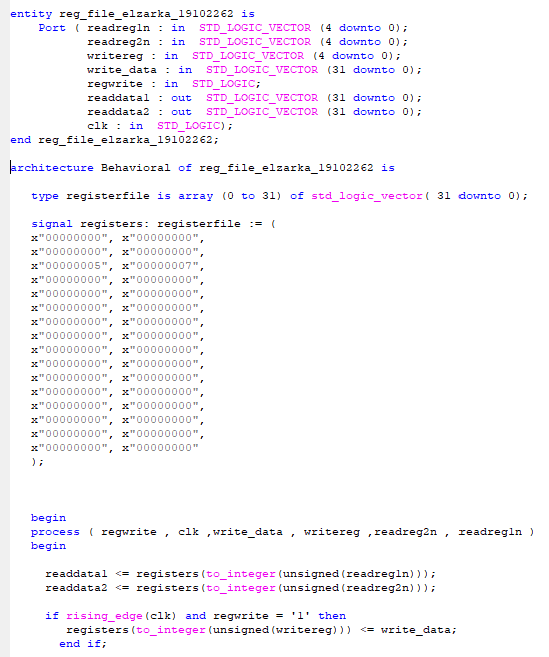 entity reg_file_elzarka_19102262 is
Port ( readreg1n : in STD_LOGIC_VECTOR (4 downto 0);
readreg2n : in STD_LOGIC_VECTOR (4 downto 0);
writereg : in STD_LOGIC_VECTOR (4 downto 0);
write_data : in STD_LOGIC_VECTOR (31 downto 0);
regwrite : in STD_LOGIC;
readdata1 : out STD_LOGIC_VECTOR (31 downto 0);
readdata2 : out STD_LOGIC_VECTOR (31 downto 0);
clk : in STD_LOGIC);
end reg_file_elzarka_19102262;
architecture Behavioral of reg_file_elzarka_19102262 is
type registerfile is array (0 to 31) of std_logic_vector( 31 downto 0);
signal registers: registerfile := (
x"00000000", x"00000000",
x"00000000", x"00000000",
x"00000005", x"00000007",
x"00000000", x"00000000",
x"00000000", x"00000000",
x"00000000", x"00000000",
x"00000000", x"00000000",
x"00000000", x"00000000",
x"00000000", x"00000000",
x"00000000", x"00000000",
x"00000000", x"00000000",
x"00000000", x"00000000",
x"00000000", x"00000000",
x"00000000", x"00000000",
x"00000000", x"00000000",
x"00000000", x"00000000"
);
begin
process ( regwrite , clk ,write_data , writereg ,readreg2n , readreg1n )
begin
readdata1 <= registers(to_integer(unsigned(readreg1n)));
readdata2 <= registers(to_integer(unsigned(readreg2n)));
if rising_edge(clk) and regwrite = '1' then
registers(to_integer(unsigned(writereg))) <= write_data;
end if;